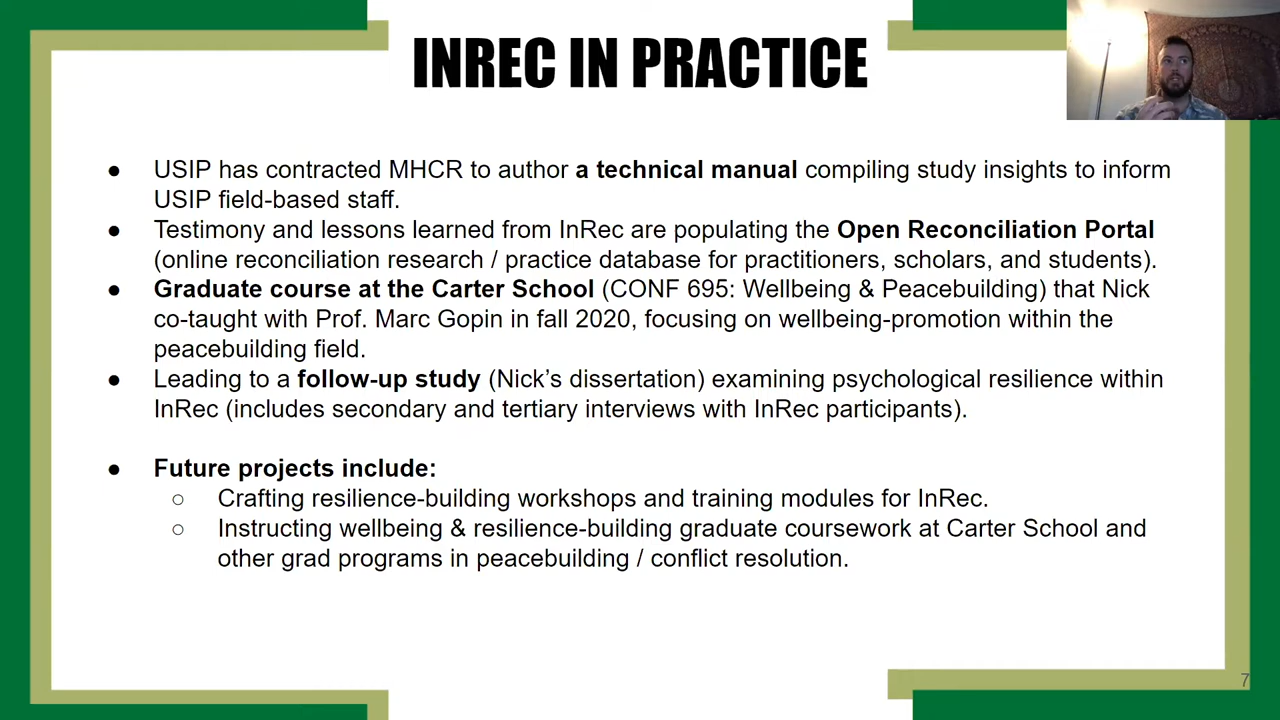 INREC IN PRACTICE
● USIP has contracted MHCR to author a technical manual compiling study insights to inform
USIP field-based staff.
● Testimony and lessons learned from InRec are populating the Open Reconciliation Portal
(online reconciliation research / practice database for practitioners, scholars, and students).
● Graduate course at the Carter School (CONF 695: Wellbeing & Peacebuilding) that Nick
co-taught with Prof. Marc Gopin in fall 2020, focusing on wellbeing-promotion within the
peacebuilding field.
● Leading to a follow-up study (Nick’s dissertation) examining psychological resilience within
InRec (includes secondary and tertiary interviews with InRec participants).
● Future projects include:
○ Crafting resilience-building workshops and training modules for InRec.
○ Instructing wellbeing & resilience-building graduate coursework at Carter School and
other grad programs in peacebuilding / conflict resolution.
7